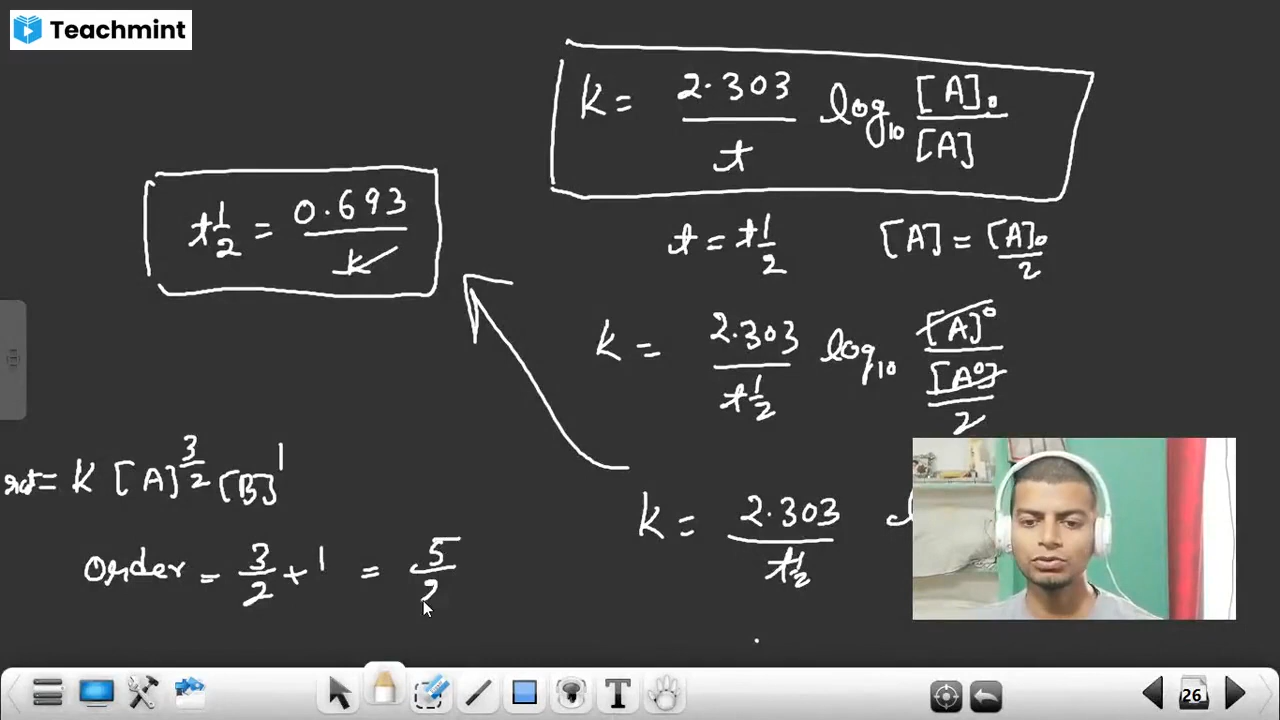 Teachmint
K = 2.303 / t log10 [A]0 / [A]
t1/2 = 0.693 / K
t = t1/2 [A] = [A]0 / 2
K = 2.303 / t1/2 log10 [A]0 / [A0] / 2
rate = K [A]3/2 [B]1
K = 2.303 / t1/2
Order = 3/2 + 1 = 5/2
26